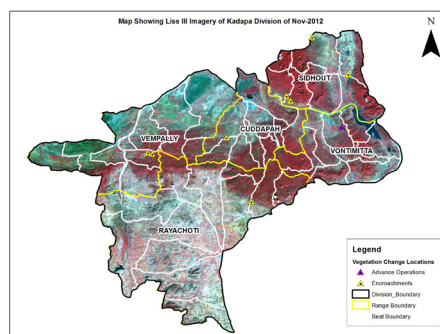 Map Showing Liss III Imagery of Kadapa Division of Nov-2012
N
SIDHOUT
CUDDAPAH
VEMPALLY
VONTIMITTA
RAYACHOTI
Legend
Vegetation Change Locations
Advance Operations
Encroachments
Division_Boundary
Range Boundary
Beat Boundary